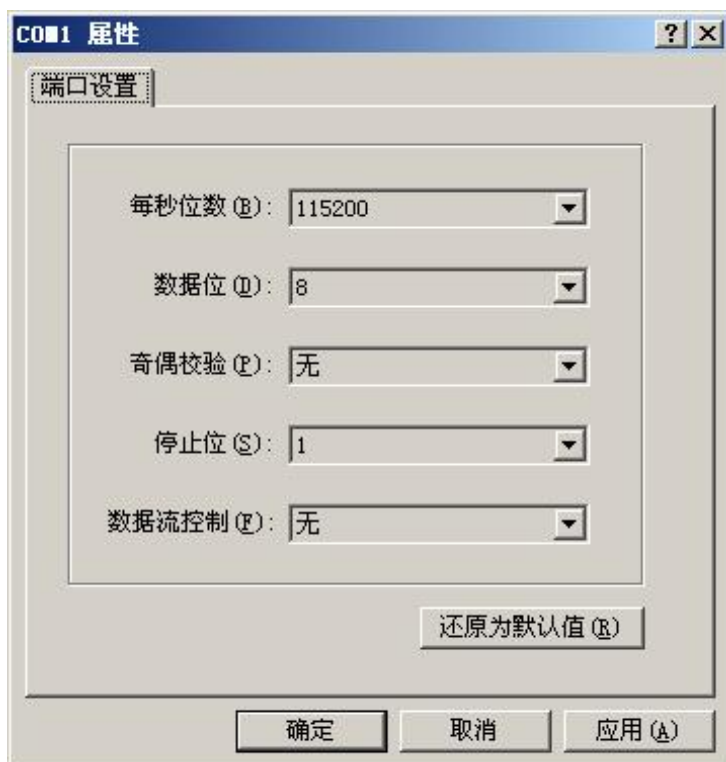 COM1 属性
端口设置
每秒位数(B): 115200
数据位(D): 8
奇偶校验(P): 无
停止位(S): 1
数据流控制(F): 无
还原为默认值(R)
确定 取消 应用(A)